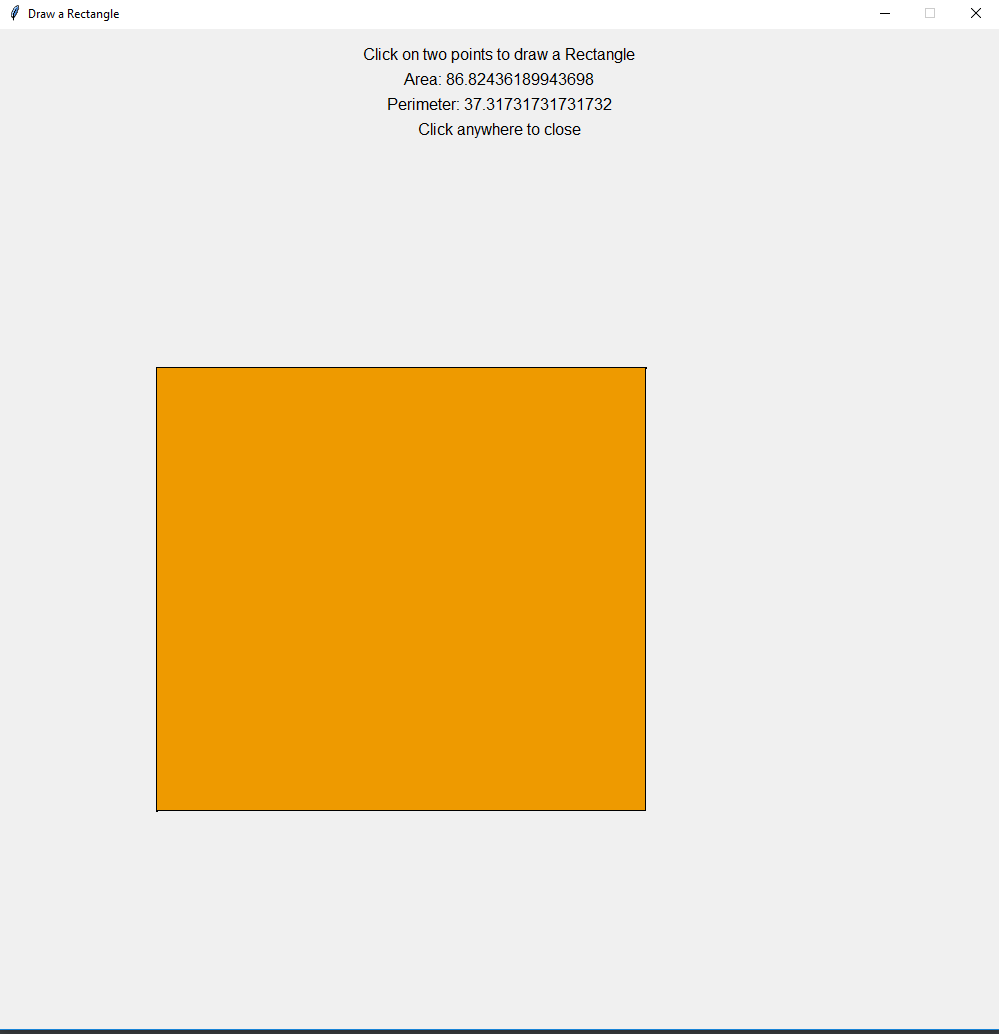 Draw a Rectangle
Click on two points to draw a Rectangle
Area: 86.82436189943698
Perimeter: 37.31731731731732
Click anywhere to close